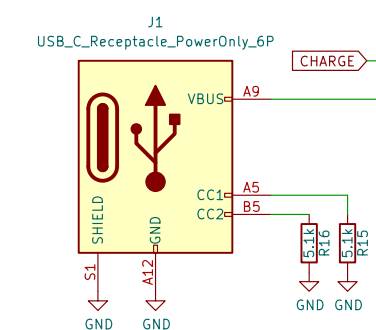 J1
USB_C_Receptacle_PowerOnly_6P
CHARGE
VBUS
A9
CC1
A5
CC2
B5
SHIELD
GND
S1
A12
5.1k
R16
5.1k
R15
GND
GND
GND
GND